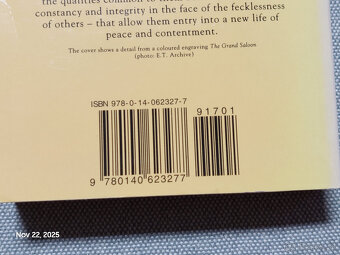 the qualities common to them
constancy and integrity in the face of the fecklessness
of others – that allow them entry into a new life of
peace and contentment.
The cover shows a detail from a coloured engraving The Grand Saloon.
(photo: E.T. Archive)
ISBN 978-0-14-062327-7
91701
9 780140 623277
Nov 22, 2025